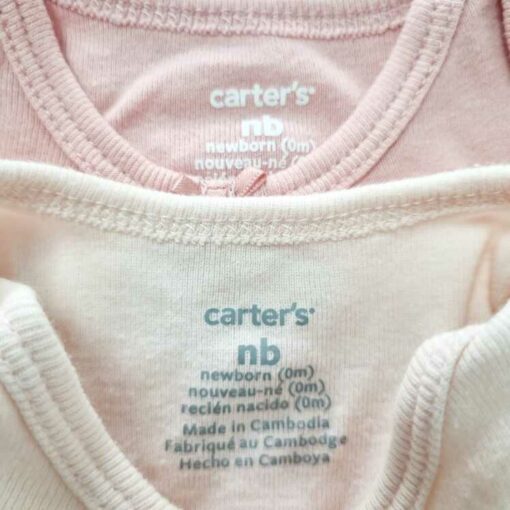 carter's
nb
newborn (0m)
nouveau-né (
carter's
nb
newborn (0m)
nouveau-né (0m)
recién nacido (0m)
Made in Cambodia
Fabriqué au Cambodge
Hecho en Camboya